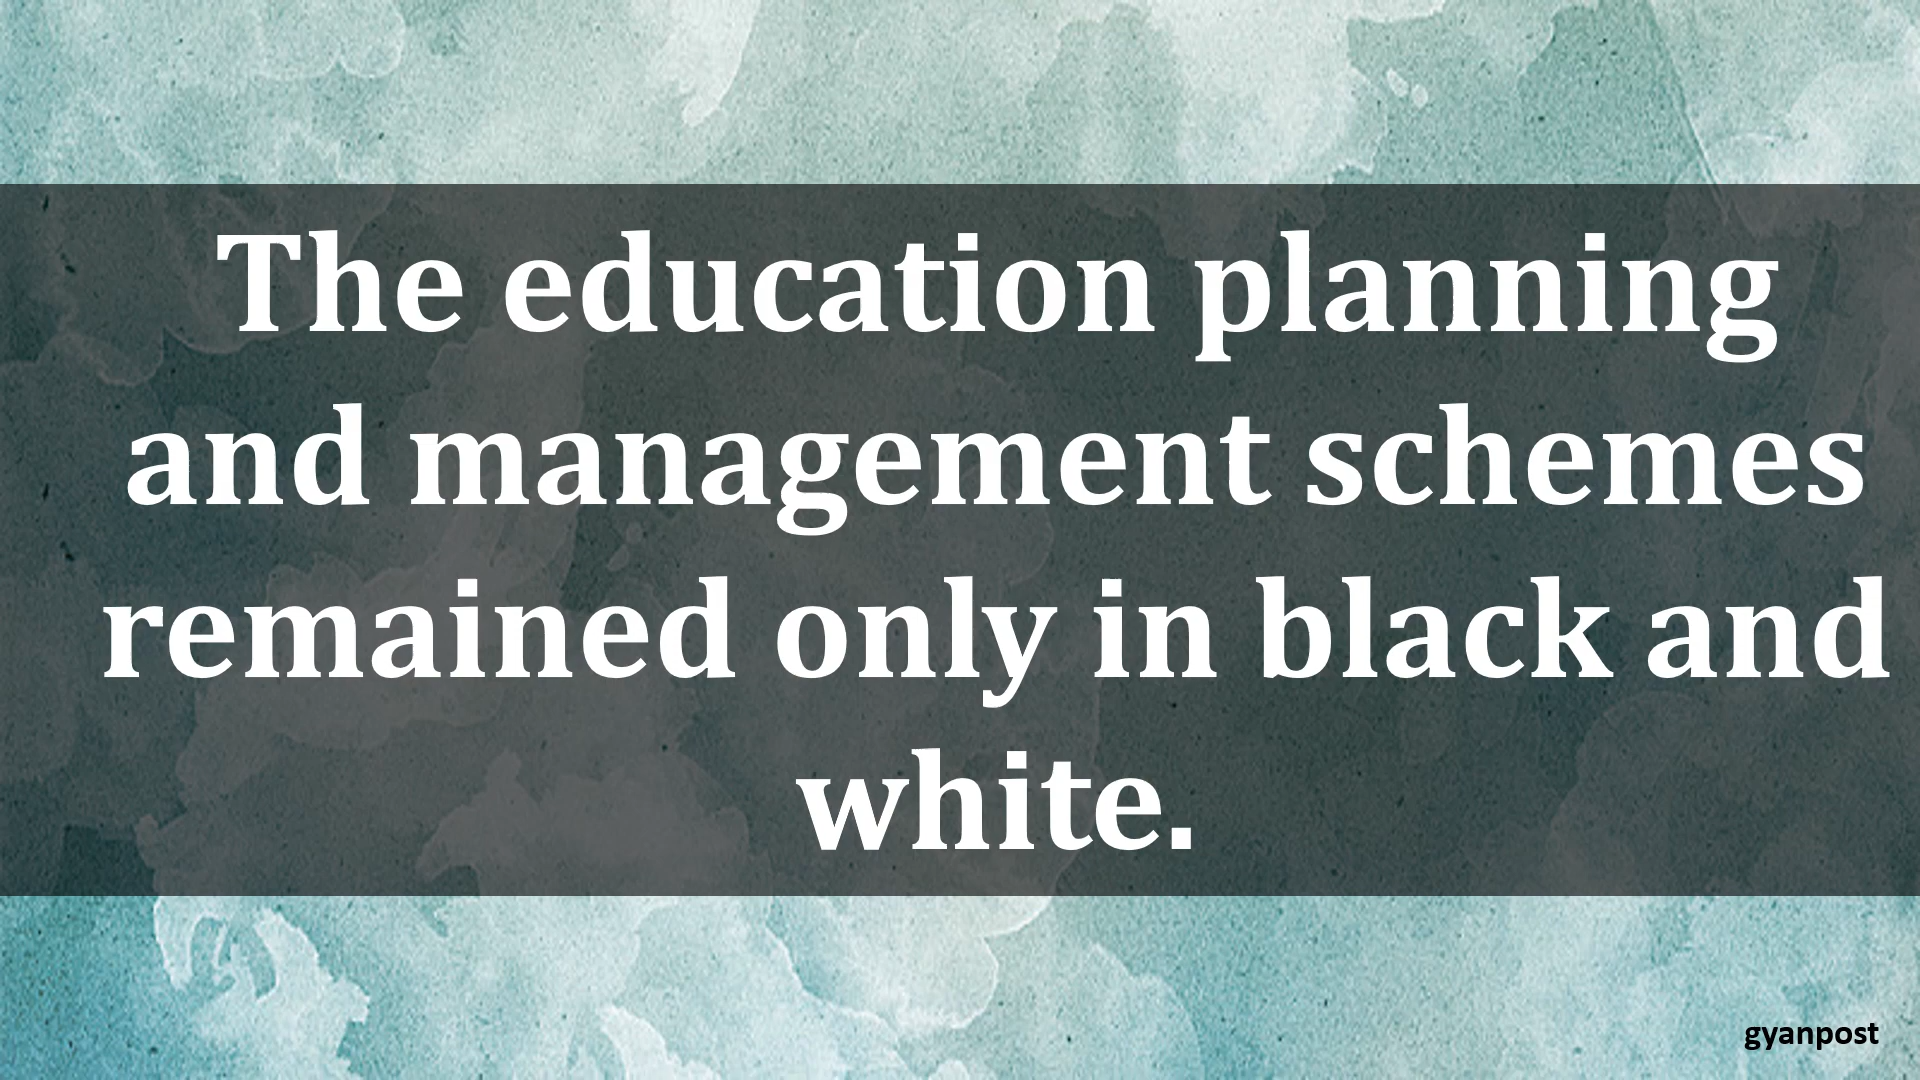 The education planning
and management schemes
remained only in black and
white.
gyanpost